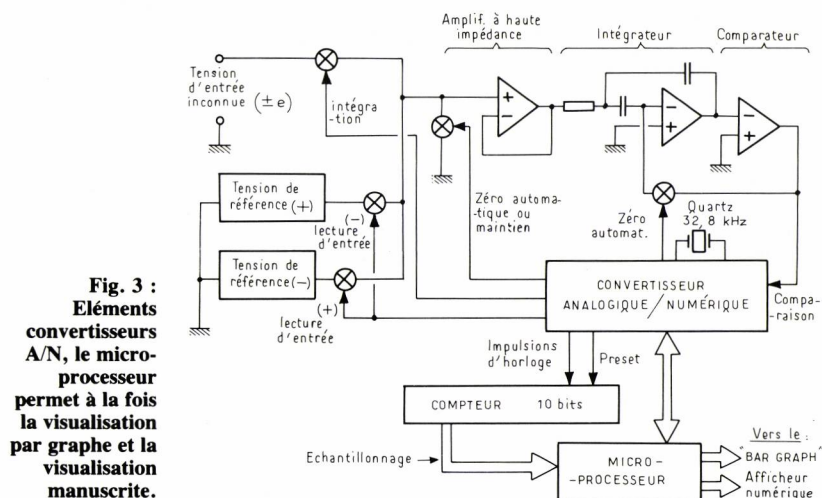 Amplif. à haute
impédance
Intégrateur
Comparateur
Tension
d'entrée
inconnue (±e)
intégra
-tion
+
−
−
+
−
+
Tension de
référence (+)
(−)
lecture
d'entrée
Zéro automa-
-tique ou
maintien
Zéro
automat.
Quartz
32,8 kHz
Tension de
référence (−)
(+)
lecture
d'entrée
CONVERTISSEUR
ANALOGIQUE / NUMÉRIQUE
Compa-
-raison
Impulsions
d'horloge
Preset
COMPTEUR 10 bits
Echantillonnage
MICRO-
-PROCESSEUR
Vers le :
"BAR GRAPH"
Afficheur
numérique
Fig. 3 :
Eléments
convertisseurs
A/N, le micro-
processeur
permet à la fois
la visualisation
par graphe et la
visualisation
manuscrite.